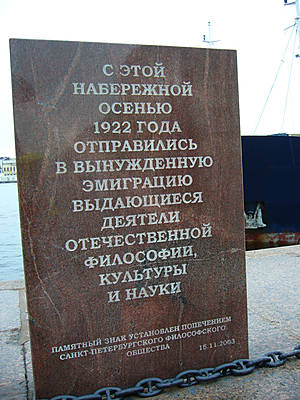 С ЭТОЙ
НАБЕРЕЖНОЙ
ОСЕНЬЮ
1922 ГОДА
ОТПРАВИЛИСЬ
В ВЫНУЖДЕННУЮ
ЭМИГРАЦИЮ
ВЫДАЮЩИЕСЯ
ДЕЯТЕЛИ
ОТЕЧЕСТВЕННОЙ
ФИЛОСОФИИ,
КУЛЬТУРЫ
И НАУКИ
ПАМЯТНЫЙ ЗНАК УСТАНОВЛЕН ПОПЕЧЕНИЕМ
САНКТ-ПЕТЕРБУРГСКОГО ФИЛОСОФСКОГО
ОБЩЕСТВА 15.11.2003